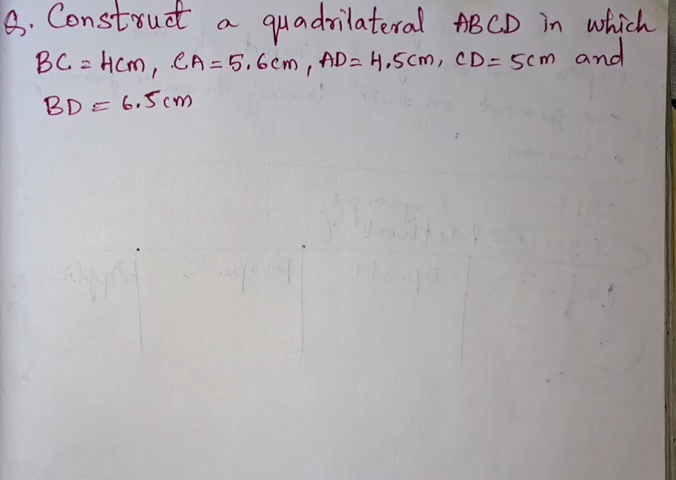 Q. Construct a quadrilateral ABCD in which
BC = 4cm, CA = 5.6cm, AD = 4.5cm, CD = 5cm and
BD = 6.5cm